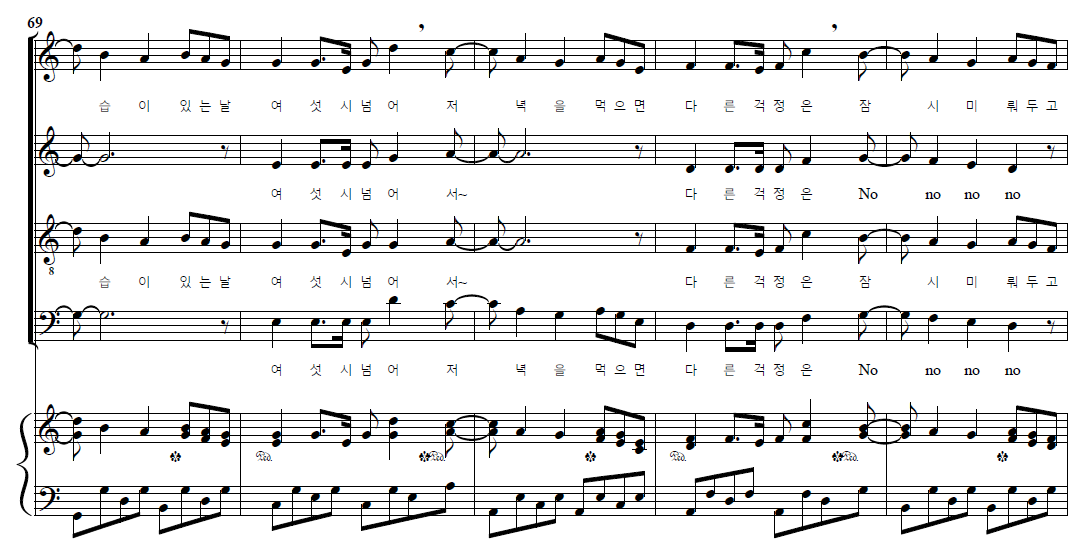 69
습 이 있 는 날 여 섯 시 넘 어 저 녁 을 먹 으 면 다 른 걱 정 은 잠 시 미 뤄 두 고
여 섯 시 넘 어 서~ 다 른 걱 정 은 No no no no
8
습 이 있 는 날 여 섯 시 넘 어 서~ 다 른 걱 정 은 잠 시 미 뤄 두 고
여 섯 시 넘 어 저 녁 을 먹 으 면 다 른 걱 정 은 No no no no